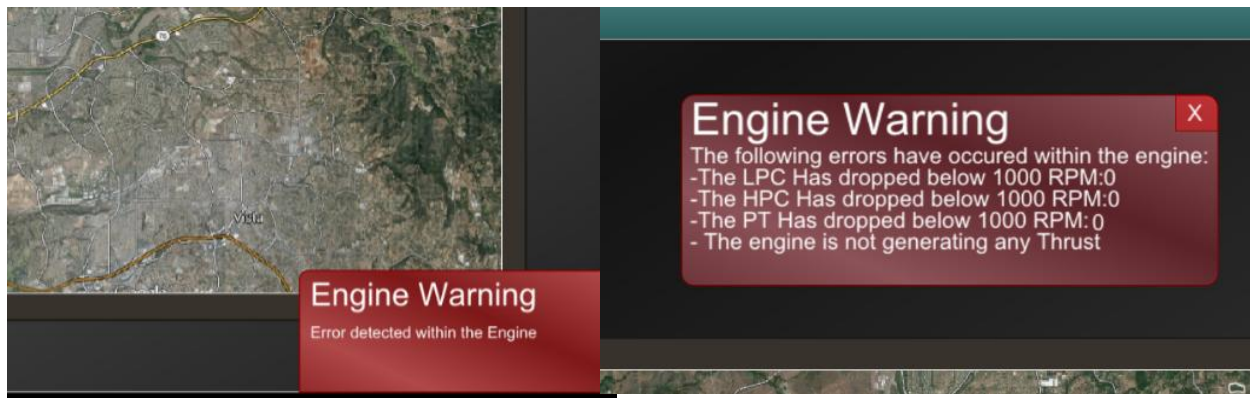 76
Vista
Engine Warning
Error detected within the Engine
Engine Warning
X
The following errors have occured within the engine:
-The LPC Has dropped below 1000 RPM:0
-The HPC Has dropped below 1000 RPM:0
-The PT Has dropped below 1000 RPM: 0
- The engine is not generating any Thrust